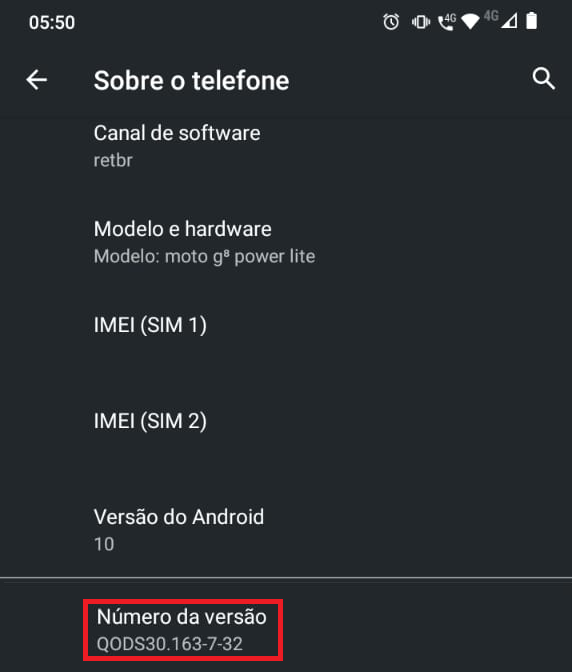 05:50
4G 4G
Sobre o telefone
Canal de software
retbr
Modelo e hardware
Modelo: moto g⁸ power lite
IMEI (SIM 1)
IMEI (SIM 2)
Versão do Android
10
Número da versão
QODS30.163-7-32